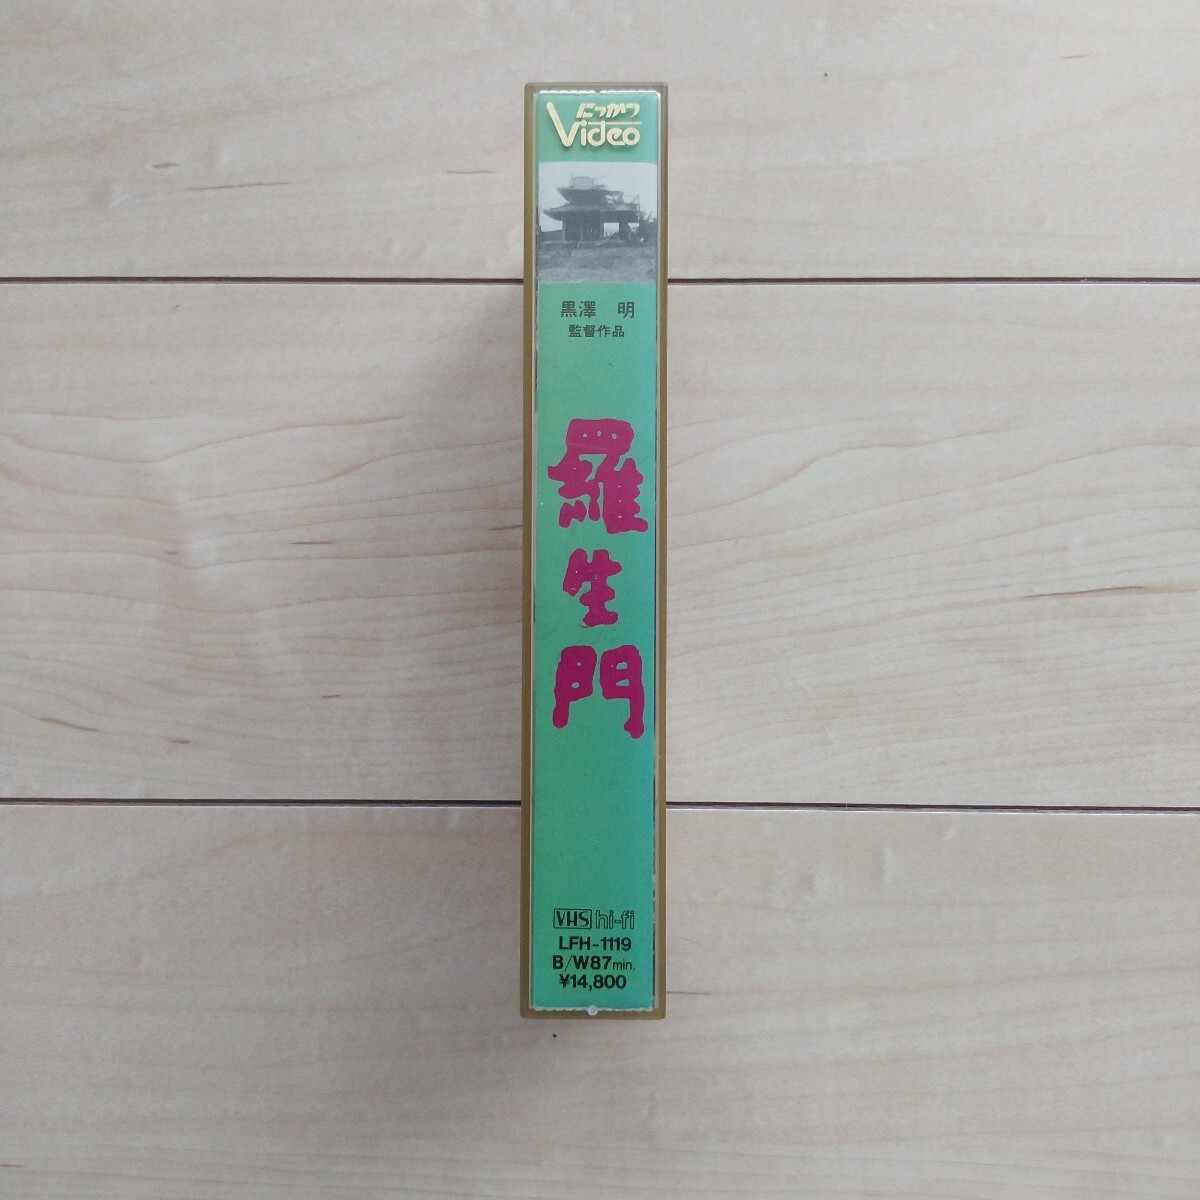 にっかつ
Video
黒澤 明
監督作品
羅生門
VHS hi-fi
LFH-1119
B/W87min.
¥14,800